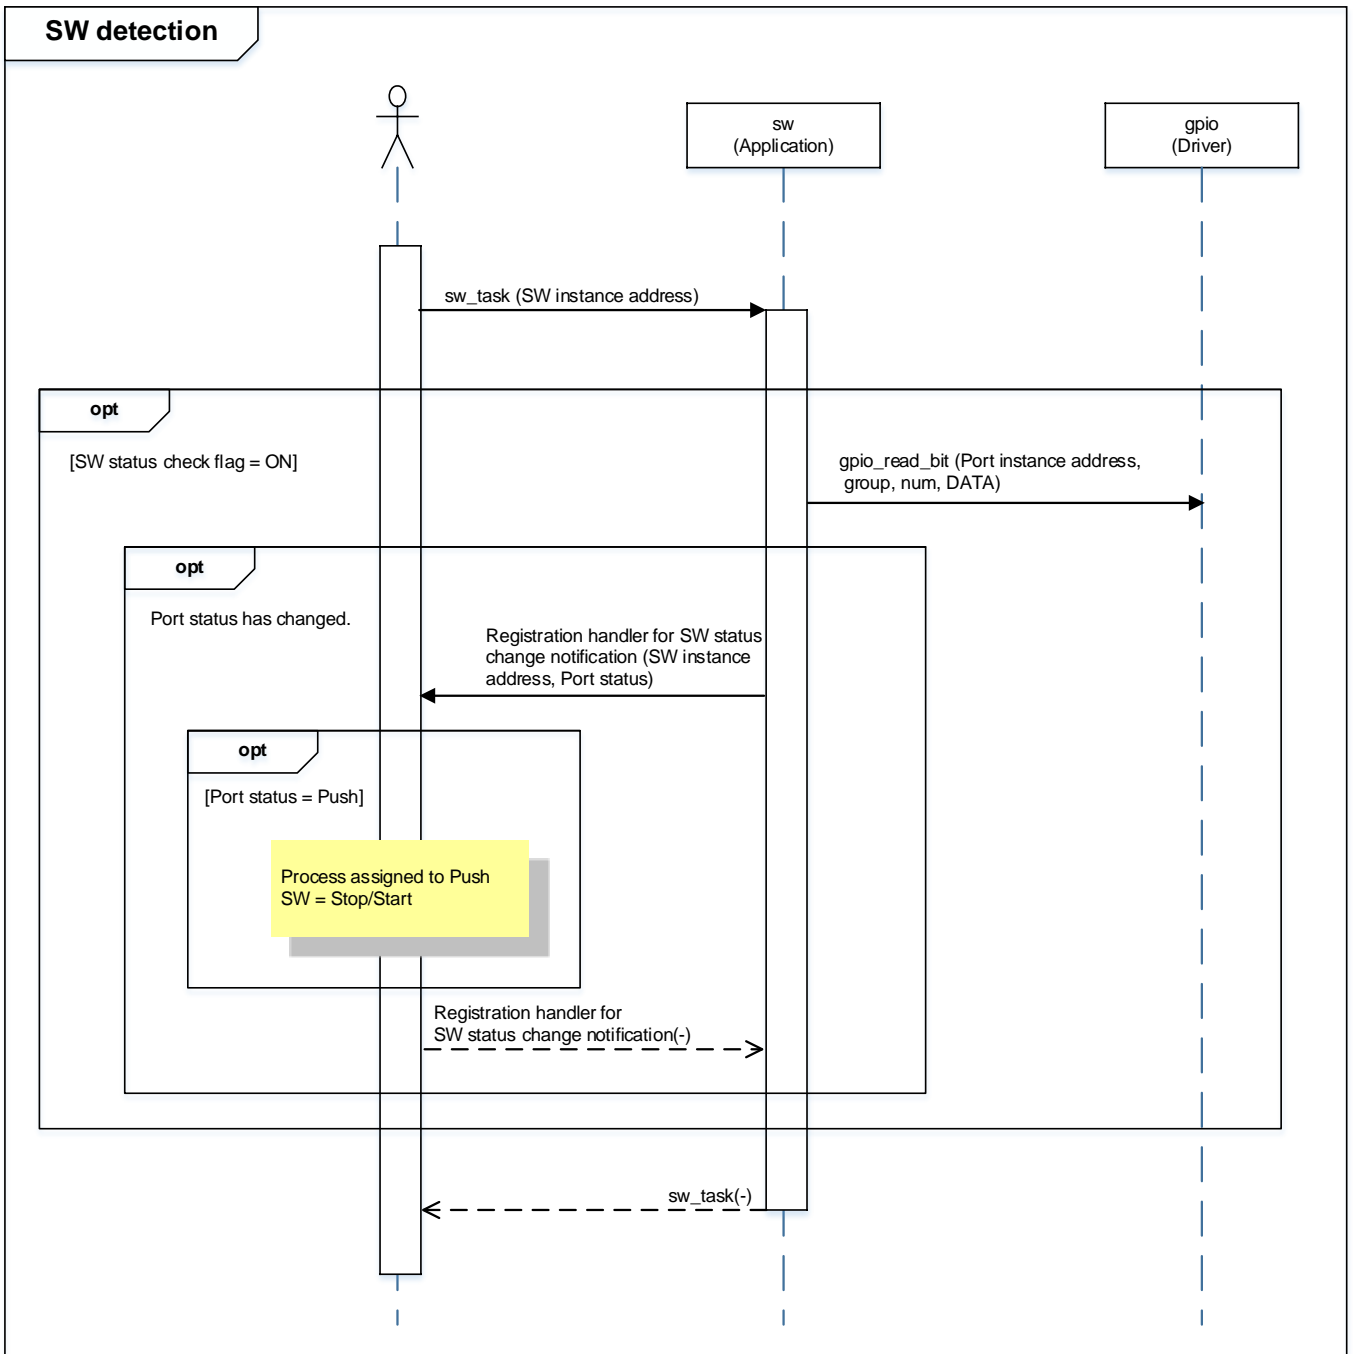 SW detection
sw
(Application)
gpio
(Driver)
sw_task (SW instance address)
opt
[SW status check flag = ON]
gpio_read_bit (Port instance address,
group, num, DATA)
opt
Port status has changed.
Registration handler for SW status
change notification (SW instance
address, Port status)
opt
[Port status = Push]
Process assigned to Push
SW = Stop/Start
Registration handler for
SW status change notification(-)
sw_task(-)